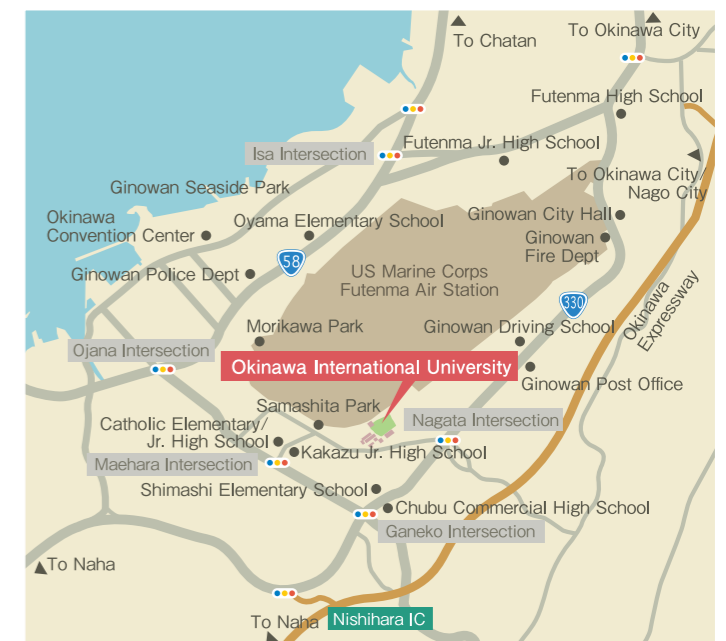 To Chatan
To Okinawa City
Futenma High School
Isa Intersection
Futenma Jr. High School
To Okinawa City/
Nago City
Ginowan Seaside Park
Okinawa
Convention Center
Oyama Elementary School
Ginowan City Hall
Ginowan
Fire Dept
58
Ginowan Police Dept
US Marine Corps
Futenma Air Station
330
Okinawa
Expressway
Morikawa Park
Ginowan Driving School
Ojana Intersection
Okinawa International University
Ginowan Post Office
Samashita Park
Nagata Intersection
Catholic Elementary/
Jr. High School
Kakazu Jr. High School
Maehara Intersection
Shimashi Elementary School
Chubu Commercial High School
Ganeko Intersection
To Naha
To Naha
Nishihara IC